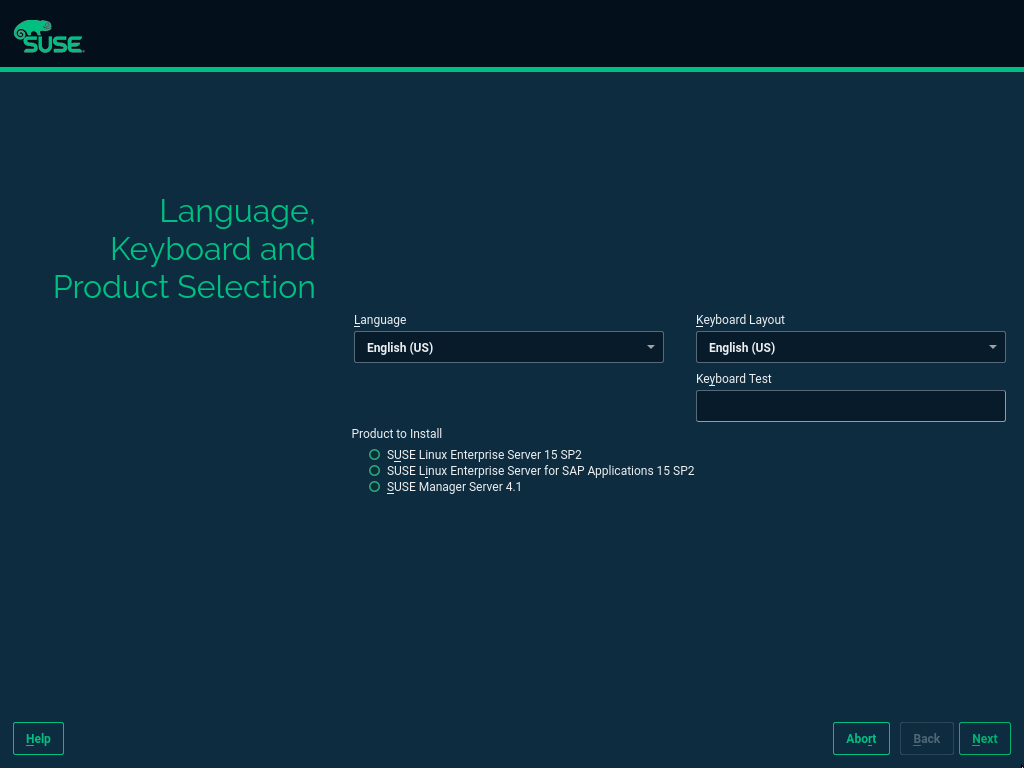 SUSE
Language,
Keyboard and
Product Selection
Language
English (US)
Keyboard Layout
English (US)
Keyboard Test
Product to Install
SUSE Linux Enterprise Server 15 SP2
SUSE Linux Enterprise Server for SAP Applications 15 SP2
SUSE Manager Server 4.1
Help
Abort
Back
Next